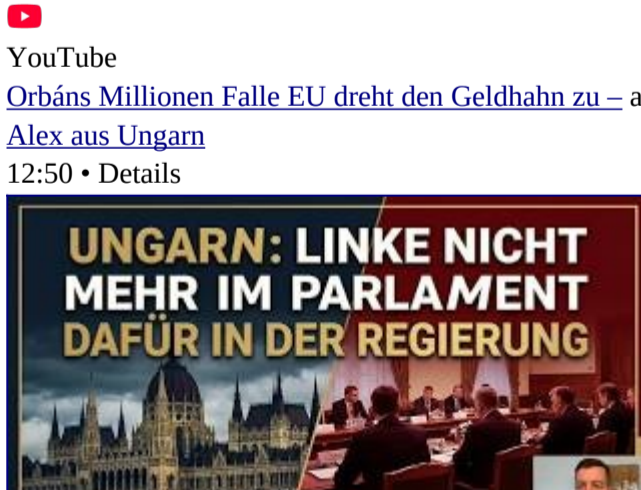 YouTube
Orbáns Millionen Falle EU dreht den Geldhahn zu – a
Alex aus Ungarn
12:50 • Details
UNGARN: LINKE NICHT
MEHR IM PARLAMENT
DAFÜR IN DER REGIERUNG